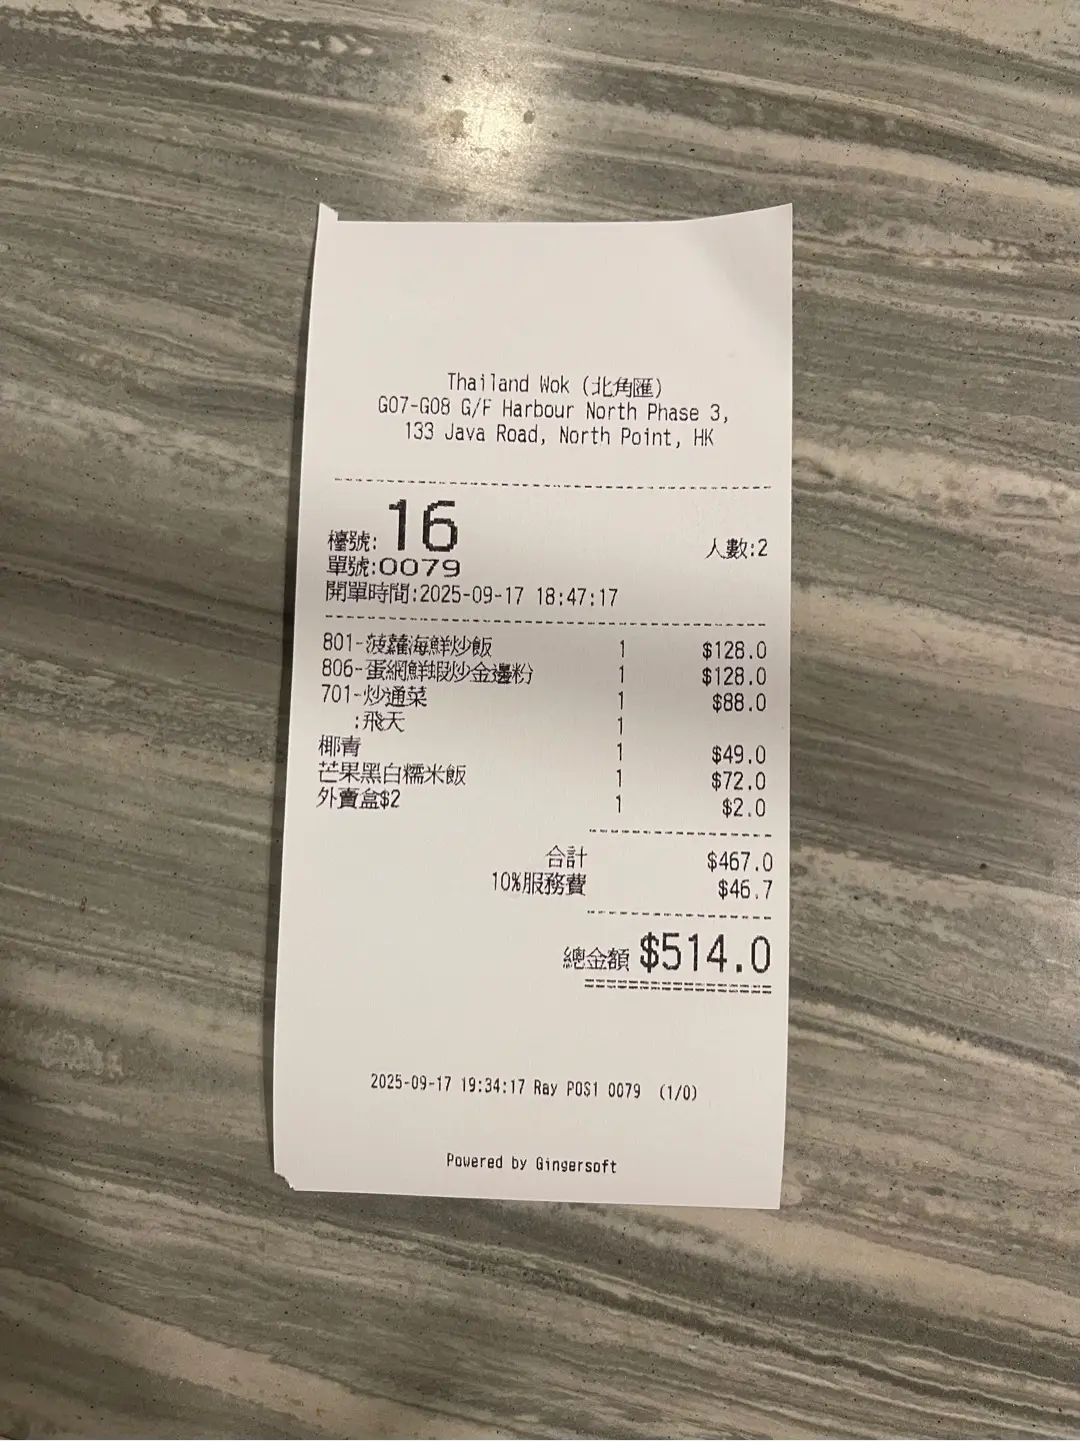 Thailand Wok (北角匯)
G07-G08 G/F Harbour North Phase 3,
133 Java Road, North Point, HK
檯號: 16 人數:2
單號:0079
開單時間:2025-09-17 18:47:17
801-菠蘿海鮮炒飯 1 $128.0
806-蛋網鮮蝦炒金邊粉 1 $128.0
701-炒通菜 1 $88.0
:飛天 1
椰青 1 $49.0
芒果黑白糯米飯 1 $72.0
外賣盒$2 1 $2.0
合計 $467.0
10%服務費 $46.7
總金額 $514.0
2025-09-17 19:34:17 Ray POS1 0079 (1/0)
Powered by Gingersoft